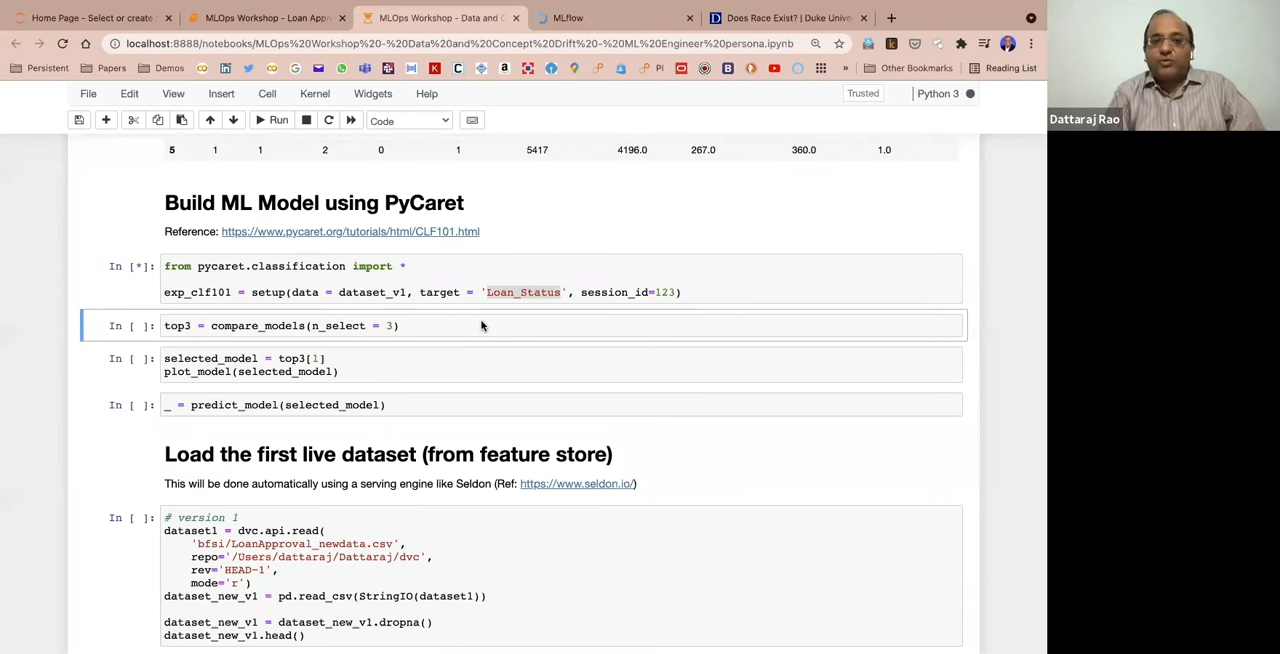 Home Page - Select or create
MLOps Workshop - Loan Appr
MLOps Workshop - Data and C
MLflow
Does Race Exist? | Duke Unive
localhost:8888/notebooks/MLOps%20Workshop%20-%20Data%20and%20Concept%20Drift%20-%20ML%20Engineer%20persona.ipynb
Persistent
Papers
Demos
PI
Other Bookmarks
Reading List
File Edit View Insert Cell Kernel Widgets Help
Trusted
Python 3
Run
Code
5 1 1 2 0 1 5417 4196.0 267.0 360.0 1.0
Build ML Model using PyCaret
Reference: https://www.pycaret.org/tutorials/html/CLF101.html
In [*]: from pycaret.classification import *
exp_clf101 = setup(data = dataset_v1, target = 'Loan_Status', session_id=123)
In [ ]: top3 = compare_models(n_select = 3)
In [ ]: selected_model = top3[1]
plot_model(selected_model)
In [ ]: _ = predict_model(selected_model)
Load the first live dataset (from feature store)
This will be done automatically using a serving engine like Seldon (Ref: https://www.seldon.io/)
In [ ]: # version 1
dataset1 = dvc.api.read(
'bfsi/LoanApproval_newdata.csv',
repo='/Users/dattaraj/Dattaraj/dvc',
rev='HEAD~1',
mode='r')
dataset_new_v1 = pd.read_csv(StringIO(dataset1))
dataset_new_v1 = dataset_new_v1.dropna()
dataset_new_v1.head()
Dattaraj Rao